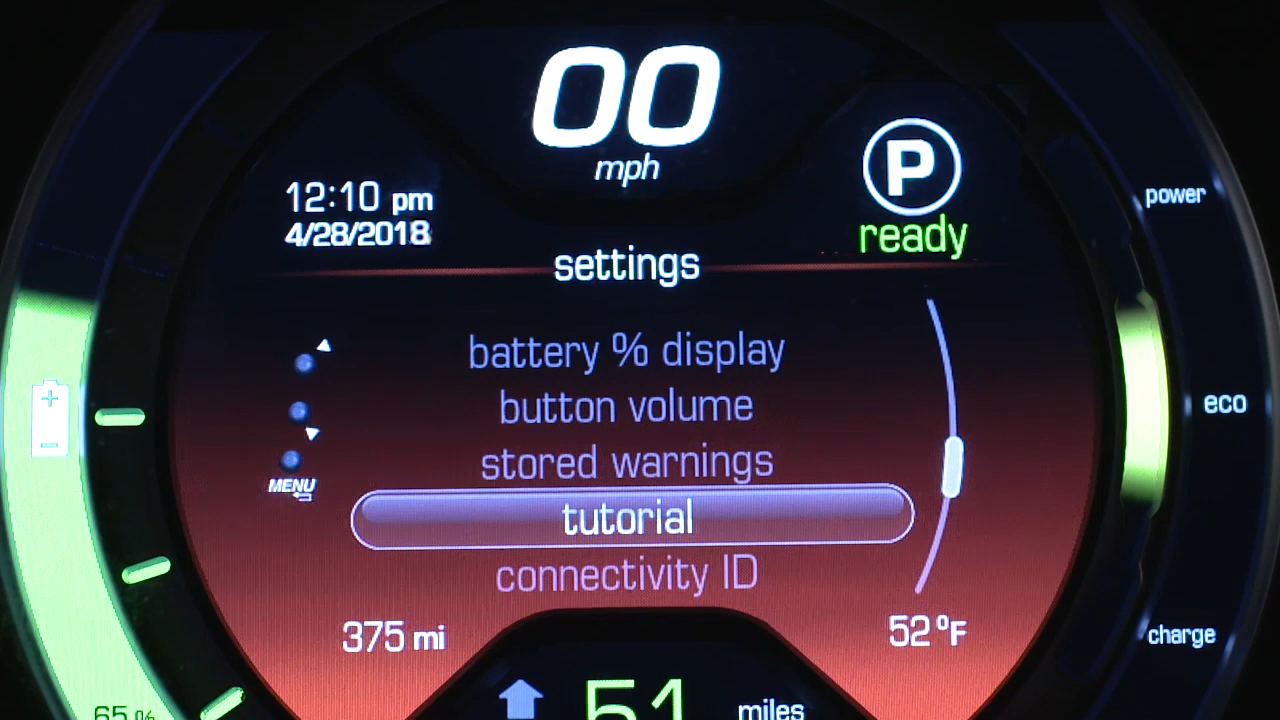 00
mph
12:10 pm
4/28/2018
P
ready
power
settings
battery % display
button volume
eco
stored warnings
MENU
tutorial
connectivity ID
375 mi
52°F
charge
51 miles
65 %